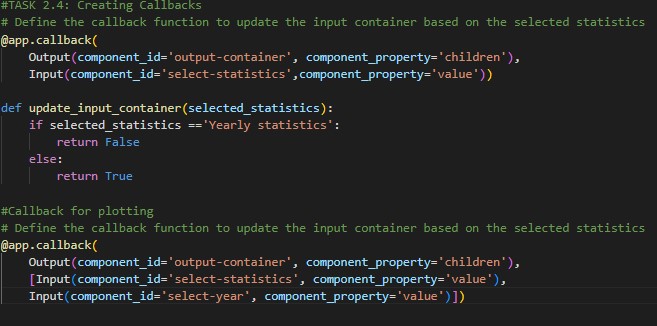 #TASK 2.4: Creating Callbacks
# Define the callback function to update the input container based on the selected statistics
@app.callback(
    Output(component_id='output-container', component_property='children'),
    Input(component_id='select-statistics',component_property='value'))
def update_input_container(selected_statistics):
    if selected_statistics =='Yearly statistics':
        return False
    else:
        return True
#Callback for plotting
# Define the callback function to update the input container based on the selected statistics
@app.callback(
    Output(component_id='output-container', component_property='children'),
    [Input(component_id='select-statistics', component_property='value'),
    Input(component_id='select-year', component_property='value')])